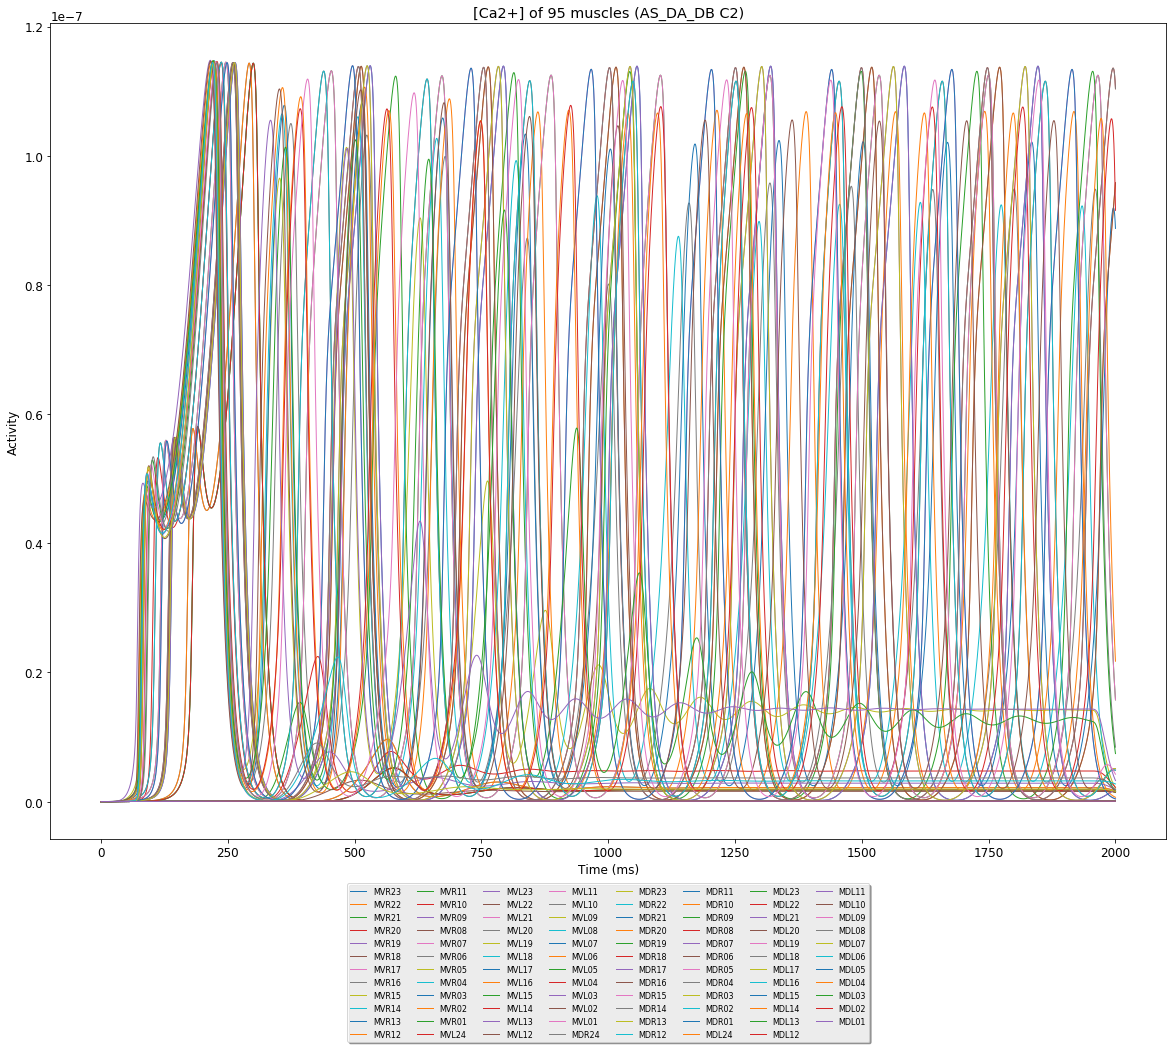 [Ca2+] of 95 muscles (AS_DA_DB C2)
1e−7
1.2
1.0
0.8
0.6
0.4
0.2
0.0
Activity
0 250 500 750 1000 1250 1500 1750 2000
Time (ms)
MVR23 MVR11 MVL23 MVL11 MDR23 MDR11 MDL23 MDL11
MVR22 MVR10 MVL22 MVL10 MDR22 MDR10 MDL22 MDL10
MVR21 MVR09 MVL21 MVL09 MDR21 MDR09 MDL21 MDL09
MVR20 MVR08 MVL20 MVL08 MDR20 MDR08 MDL20 MDL08
MVR19 MVR07 MVL19 MVL07 MDR19 MDR07 MDL19 MDL07
MVR18 MVR06 MVL18 MVL06 MDR18 MDR06 MDL18 MDL06
MVR17 MVR05 MVL17 MVL05 MDR17 MDR05 MDL17 MDL05
MVR16 MVR04 MVL16 MVL04 MDR16 MDR04 MDL16 MDL04
MVR15 MVR03 MVL15 MVL03 MDR15 MDR03 MDL15 MDL03
MVR14 MVR02 MVL14 MVL02 MDR14 MDR02 MDL14 MDL02
MVR13 MVR01 MVL13 MVL01 MDR13 MDR01 MDL13 MDL01
MVR12 MVL24 MVL12 MDR24 MDR12 MDL24 MDL12